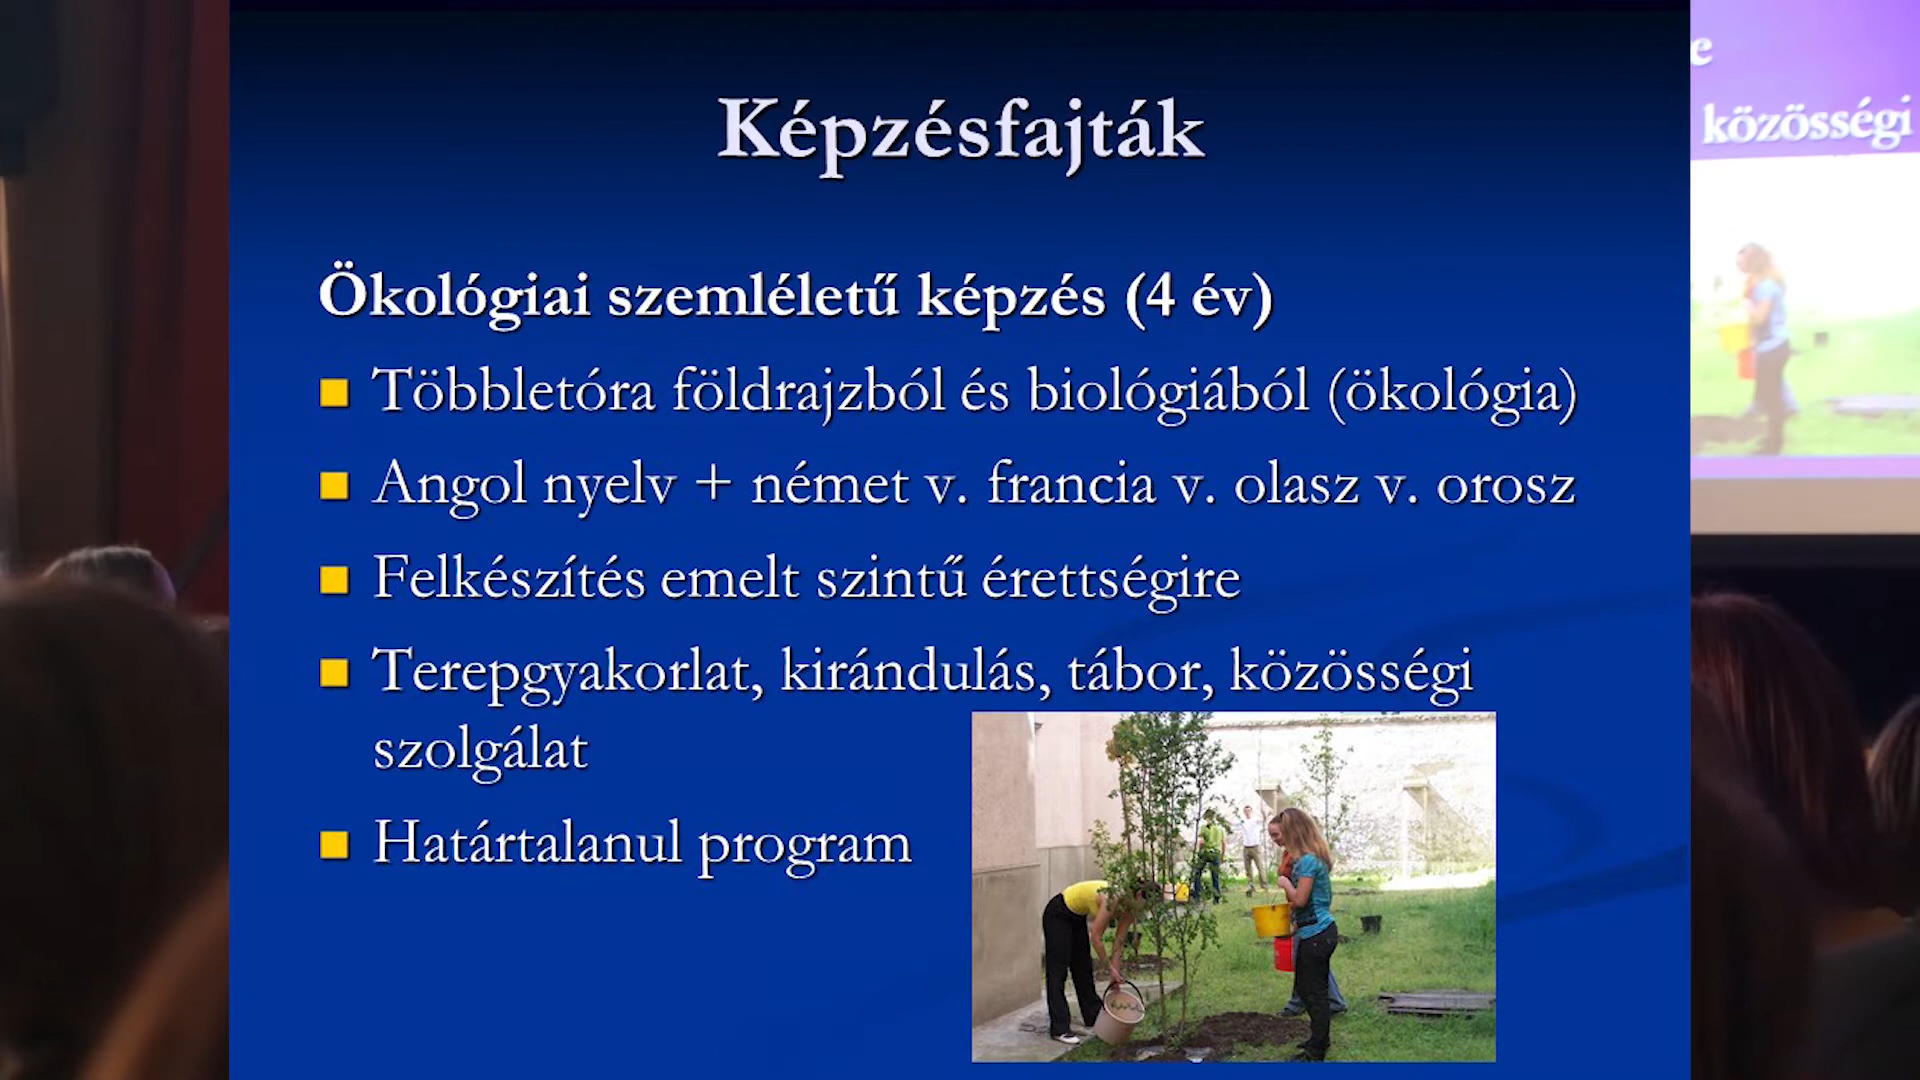 Képzésfajták
Ökológiai szemléletű képzés (4 év)
Többletóra földrajzból és biológiából (ökológia)
Angol nyelv + német v. francia v. olasz v. orosz
Felkészítés emelt szintű érettségire
Terepgyakorlat, kirándulás, tábor, közösségi
szolgálat
Határtalanul program
e
közösségi